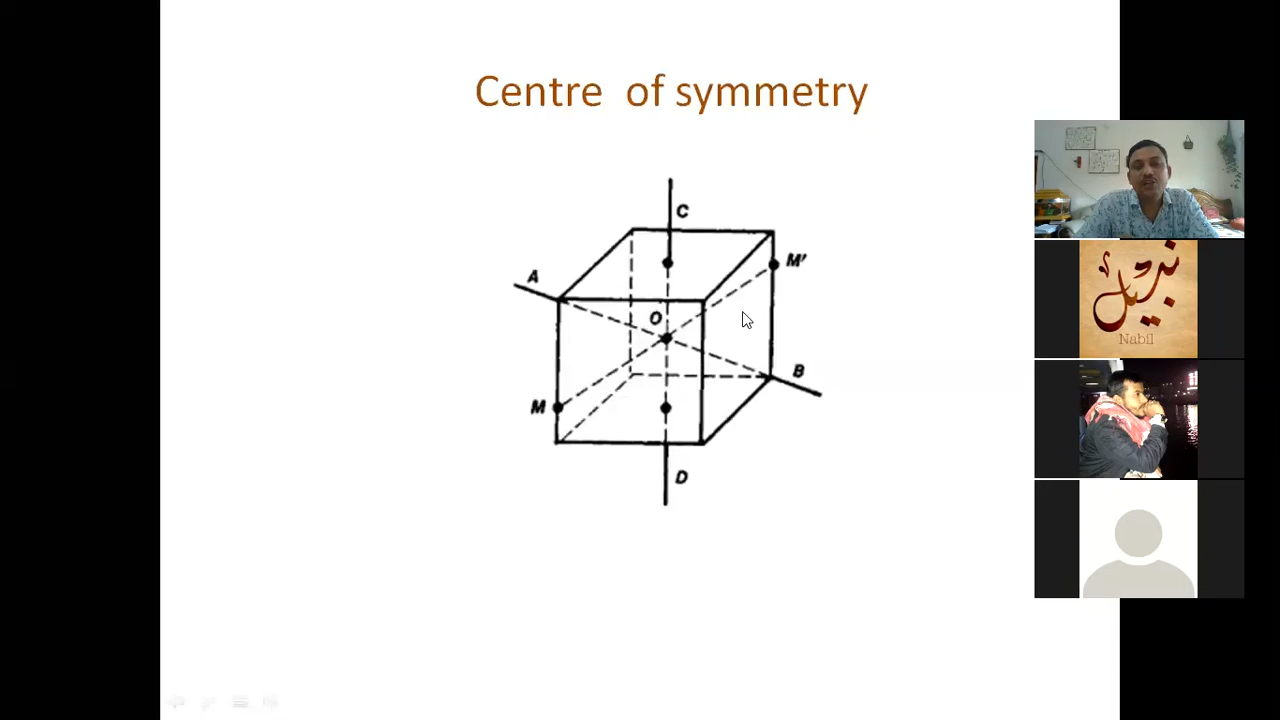 Centre of symmetry
C
A
M'
O
B
M
D
نبيل
Nabil